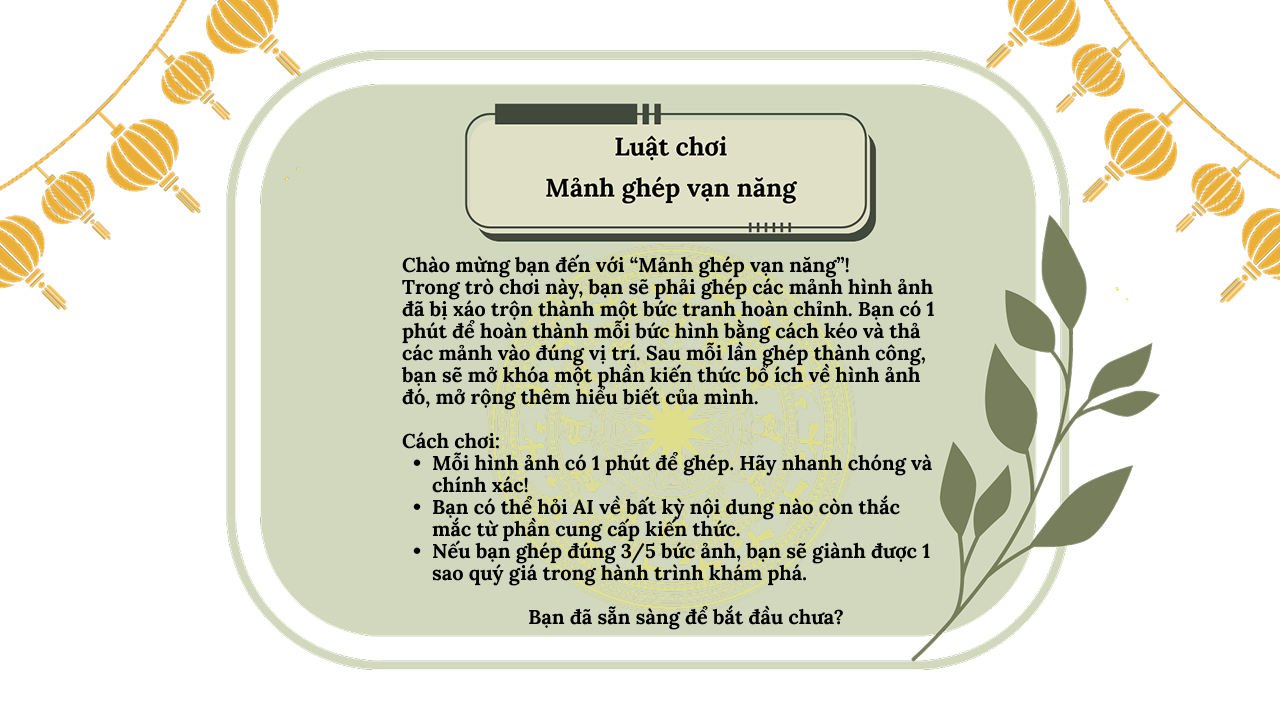 Luật chơi
Mảnh ghép vạn năng
Chào mừng bạn đến với “Mảnh ghép vạn năng”!
Trong trò chơi này, bạn sẽ phải ghép các mảnh hình ảnh
đã bị xáo trộn thành một bức tranh hoàn chỉnh. Bạn có 1
phút để hoàn thành mỗi bức hình bằng cách kéo và thả
các mảnh vào đúng vị trí. Sau mỗi lần ghép thành công,
bạn sẽ mở khóa một phần kiến thức bổ ích về hình ảnh
đó, mở rộng thêm hiểu biết của mình.
Cách chơi:
• Mỗi hình ảnh có 1 phút để ghép. Hãy nhanh chóng và
chính xác!
• Bạn có thể hỏi AI về bất kỳ nội dung nào còn thắc
mắc từ phần cung cấp kiến thức.
• Nếu bạn ghép đúng 3/5 bức ảnh, bạn sẽ giành được 1
sao quý giá trong hành trình khám phá.
Bạn đã sẵn sàng để bắt đầu chưa?